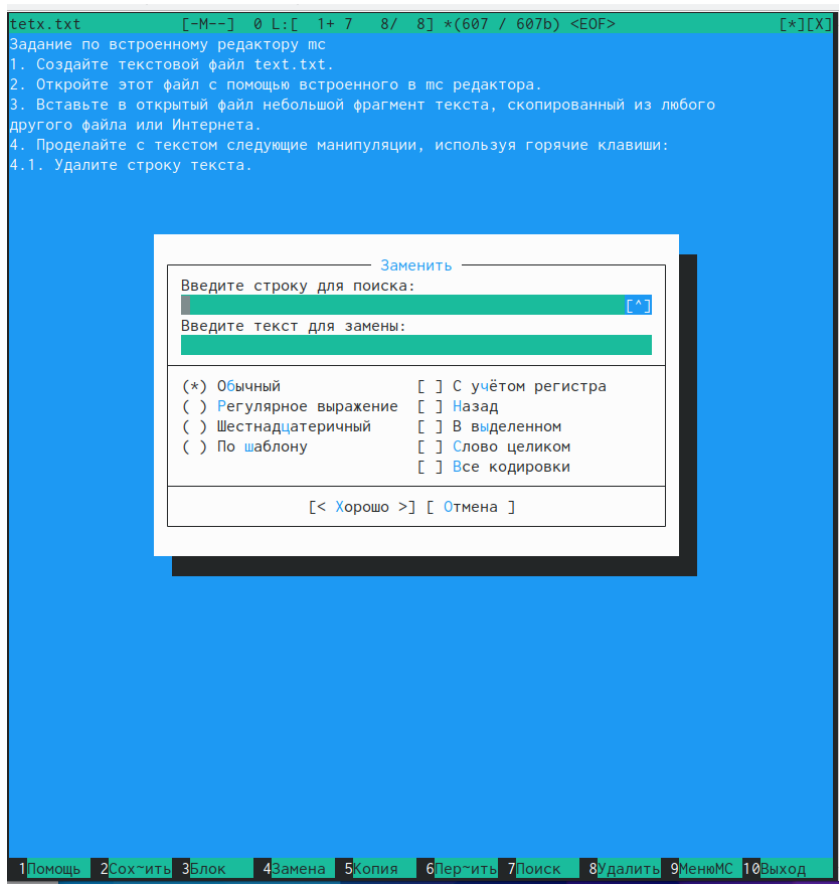 tetx.txt [-M--] 0 L:[ 1+ 7 8/ 8] *(607 / 607b) <EOF> [*][X]
Задание по встроенному редактору mc
1. Создайте текстовой файл text.txt.
2. Откройте этот файл с помощью встроенного в mc редактора.
3. Вставьте в открытый файл небольшой фрагмент текста, скопированный из любого
другого файла или Интернета.
4. Проделайте с текстом следующие манипуляции, используя горячие клавиши:
4.1. Удалите строку текста.
Заменить
Введите строку для поиска:
[^]
Введите текст для замены:
(*) Обычный [ ] С учётом регистра
( ) Регулярное выражение [ ] Назад
( ) Шестнадцатеричный [ ] В выделенном
( ) По шаблону [ ] Слово целиком
[ ] Все кодировки
[< Хорошо >] [ Отмена ]
1Помощь 2Сох~ить 3Блок 4Замена 5Копия 6Пер~ить 7Поиск 8Удалить 9МенюMC 10Выход